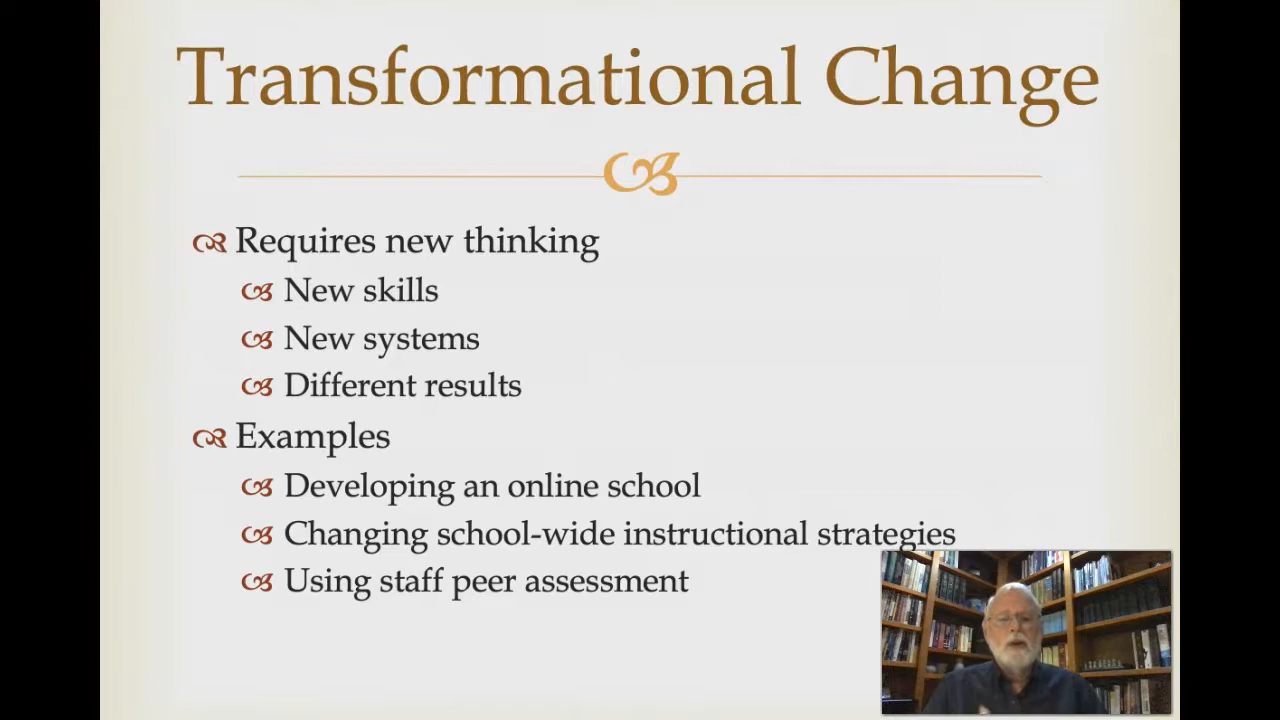 Transformational Change
Requires new thinking
New skills
New systems
Different results
Examples
Developing an online school
Changing school-wide instructional strategies
Using staff peer assessment